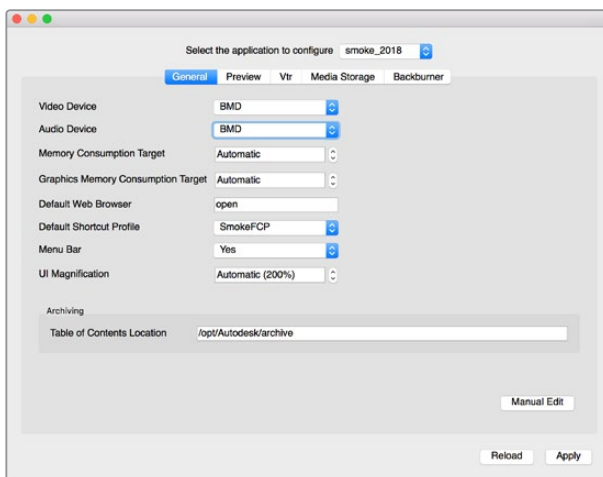 Select the application to configure smoke_2018
General Preview Vtr Media Storage Backburner
Video Device BMD
Audio Device BMD
Memory Consumption Target Automatic
Graphics Memory Consumption Target Automatic
Default Web Browser open
Default Shortcut Profile SmokeFCP
Menu Bar Yes
UI Magnification Automatic (200%)
Archiving
Table of Contents Location /opt/Autodesk/archive
Manual Edit
Reload Apply